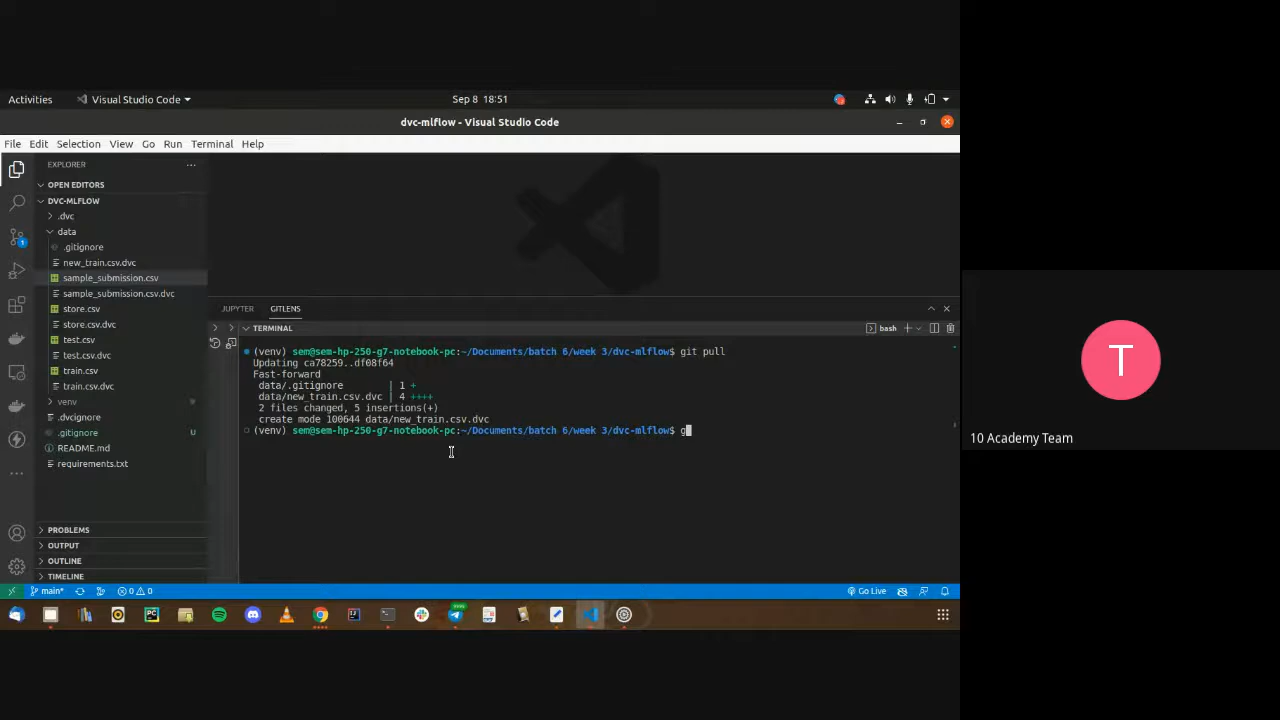 Activities
Visual Studio Code
Sep 8 18:51
dvc-mlflow - Visual Studio Code
File Edit Selection View Go Run Terminal Help
EXPLORER
OPEN EDITORS
DVC-MLFLOW
.dvc
data
.gitignore
new_train.csv.dvc
sample_submission.csv
sample_submission.csv.dvc
store.csv
store.csv.dvc
test.csv
test.csv.dvc
train.csv
train.csv.dvc
venv
.dvcignore
.gitignore U
README.md
requirements.txt
PROBLEMS
OUTPUT
OUTLINE
TIMELINE
JUPYTER GITLENS
TERMINAL
bash
(venv) sem@sem-hp-250-g7-notebook-pc:~/Documents/batch 6/week 3/dvc-mlflow$ git pull
Updating ca78259..df08f64
Fast-forward
data/.gitignore | 1 +
data/new_train.csv.dvc | 4 ++++
2 files changed, 5 insertions(+)
create mode 100644 data/new_train.csv.dvc
(venv) sem@sem-hp-250-g7-notebook-pc:~/Documents/batch 6/week 3/dvc-mlflow$ g
main*
0 0
Go Live
T
10 Academy Team